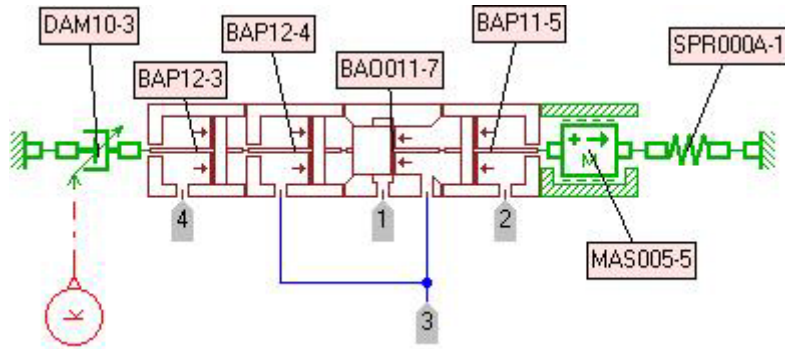 DAM10-3
BAP12-4
BAP11-5
SPR000A-1
BAP12-3
BAO011-7
M
4
1
2
MAS005-5
K
3